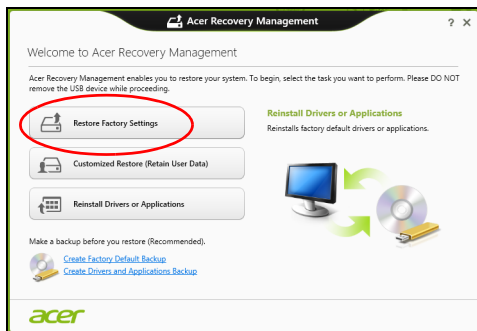 Acer Recovery Management
Welcome to Acer Recovery Management
Acer Recovery Management enables you to restore your system. To begin, select the task you want to perform. Please DO NOT
remove the USB device while proceeding.
Restore Factory Settings
Customized Restore (Retain User Data)
Reinstall Drivers or Applications
Reinstall Drivers or Applications
Reinstalls factory default drivers or applications.
Make a backup before you restore (Recommended).
Create Factory Default Backup
Create Drivers and Applications Backup
acer